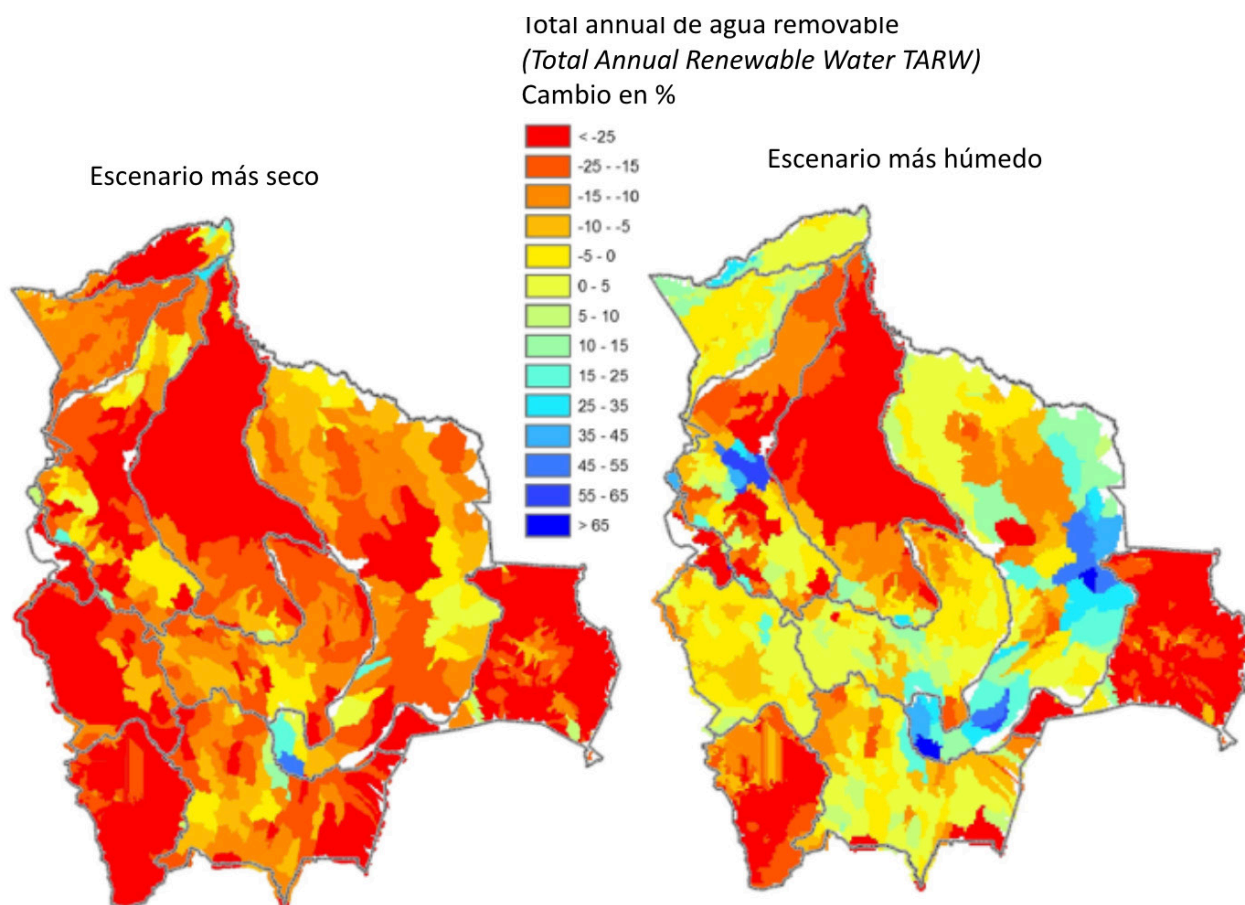 Total annual de agua removable
(Total Annual Renewable Water TARW)
Cambio en %
Escenario más seco
Escenario más húmedo
< -25
-25 - -15
-15 - -10
-10 - -5
-5 - 0
0 - 5
5 - 10
10 - 15
15 - 25
25 - 35
35 - 45
45 - 55
55 - 65
> 65